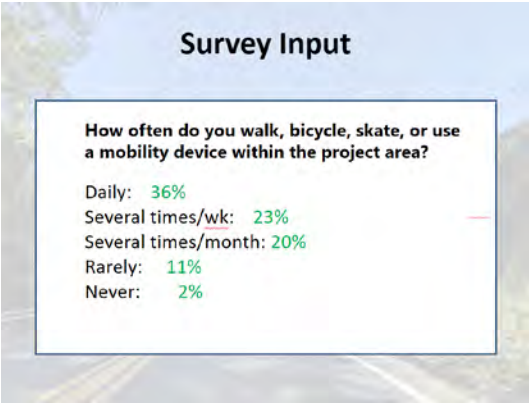 Survey Input
How often do you walk, bicycle, skate, or use
a mobility device within the project area?
Daily: 36%
Several times/wk: 23%
Several times/month: 20%
Rarely: 11%
Never: 2%